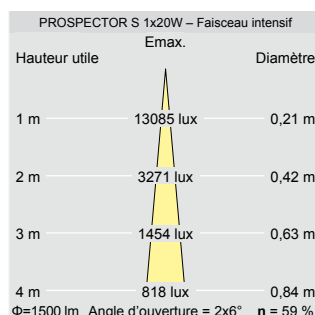 PROSPECTOR S 1x20W – Faisceau intensif
Emax.
Hauteur utile Diamètre
1 m 13085 lux 0,21 m
2 m 3271 lux 0,42 m
3 m 1454 lux 0,63 m
4 m 818 lux 0,84 m
Φ=1500 lm Angle d'ouverture = 2x6° n = 59 %